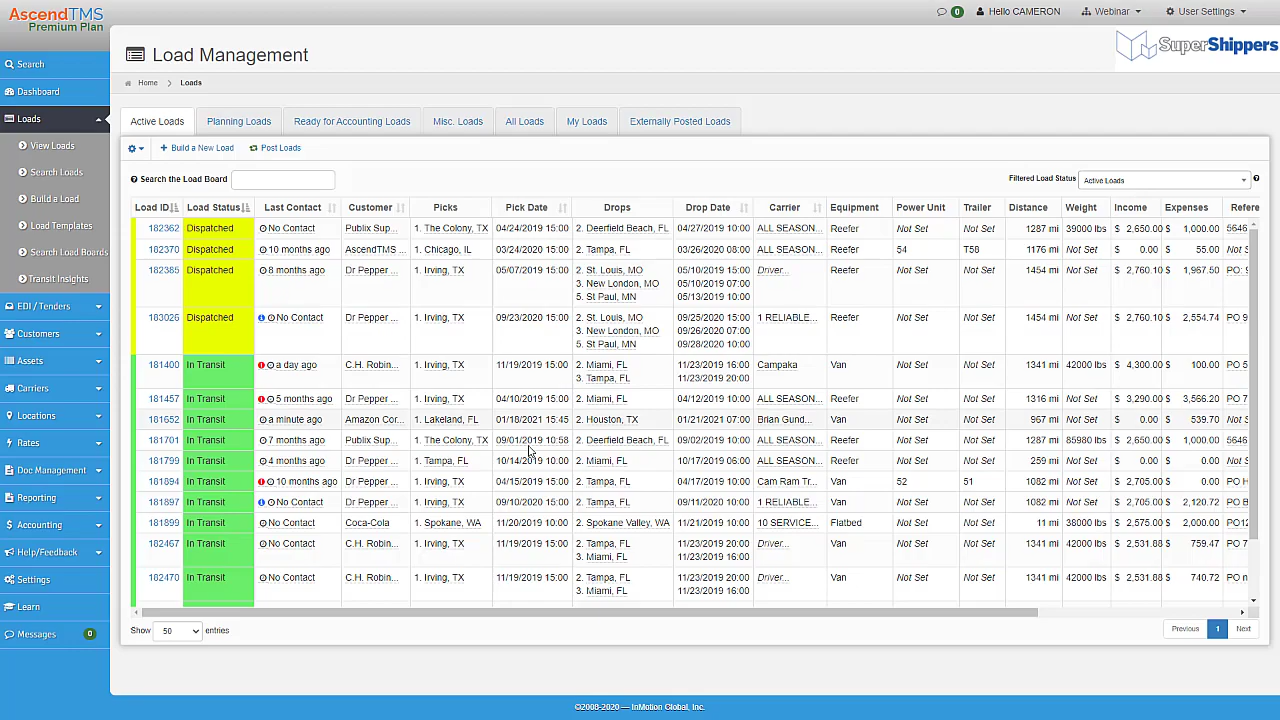 AscendTMS
Premium Plan
0 Hello CAMERON Webinar User Settings
Load Management
SuperShippers
Home Loads
Search
Dashboard
Loads
View Loads
Search Loads
Build a Load
Load Templates
Search Load Boards
Transit Insights
EDI / Tenders
Customers
Assets
Carriers
Locations
Rates
Doc Management
Reporting
Accounting
Help/Feedback
Settings
Learn
Messages 0
Active Loads Planning Loads Ready for Accounting Loads Misc. Loads All Loads My Loads Externally Posted Loads
Build a New Load Post Loads
Search the Load Board Filtered Load Status Active Loads
Load ID Load Status Last Contact Customer Picks Pick Date Drops Drop Date Carrier Equipment Power Unit Trailer Distance Weight Income Expenses Refere
182362 Dispatched No Contact Publix Sup... 1. The Colony, TX 04/24/2019 15:00 2. Deerfield Beach, FL 04/27/2019 10:00 ALL SEASON... Reefer Not Set Not Set 1287 mi 39000 lbs $ 2,650.00 $ 1,000.00 5646
182370 Dispatched 10 months ago AscendTMS ... 1. Chicago, IL 04/23/2019 15:00 2. Tampa, FL 03/26/2020 08:00 ALL SEASON... Reefer 54 T58 1176 mi Not Set $ 0.00 $ 55.00 Not S
182385 Dispatched 8 months ago Dr Pepper ... 1. Irving, TX 05/07/2019 15:00 2. St. Louis, MO 05/10/2019 15:00 Driver... Reefer Not Set Not Set 1454 mi Not Set $ 2,760.10 $ 1,967.50 PO: 9
3. New London, MO 05/10/2019 07:00
5. St Paul, MN 05/13/2019 10:00
183026 Dispatched No Contact Dr Pepper ... 1. Irving, TX 09/23/2020 15:00 2. St. Louis, MO 09/25/2020 15:00 1 RELIABLE... Reefer Not Set Not Set 1454 mi Not Set $ 2,760.10 $ 2,554.74 PO 9
3. New London, MO 09/26/2020 07:00
5. St Paul, MN 09/28/2020 10:00
181400 In Transit a day ago C.H. Robin... 1. Irving, TX 11/19/2019 15:00 2. Miami, FL 11/23/2019 16:00 Campaka Van Not Set Not Set 1341 mi 42000 lbs $ 4,300.00 $ 100.00 PO 5
3. Tampa, FL 11/23/2019 20:00
181457 In Transit 5 months ago Dr Pepper ... 1. Irving, TX 04/10/2019 15:00 2. Miami, FL 04/12/2019 10:00 ALL SEASON... Reefer Not Set Not Set 1316 mi Not Set $ 3,290.00 $ 3,566.20 PO 7
181652 In Transit a minute ago Amazon Cor... 1. Lakeland, FL 01/18/2021 15:45 2. Houston, TX 01/21/2021 07:00 Brian Gund... Van Not Set Not Set 967 mi Not Set $ 0.00 $ 539.70 Not S
181701 In Transit 7 months ago Publix Sup... 1. The Colony, TX 09/01/2019 10:58 2. Deerfield Beach, FL 09/02/2019 10:00 ALL SEASON... Reefer Not Set Not Set 1287 mi 85980 lbs $ 2,650.00 $ 1,000.00 5646
181799 In Transit 4 months ago Dr Pepper ... 1. Tampa, FL 10/14/2019 10:00 2. Miami, FL 10/17/2019 06:00 ALL SEASON... Reefer Not Set Not Set 259 mi Not Set $ 0.00 $ 0.00 Not S
181894 In Transit 10 months ago Dr Pepper ... 1. Irving, TX 04/15/2019 15:00 2. Tampa, FL 04/17/2019 10:00 Cam Ram Tr... Van 52 51 1082 mi Not Set $ 2,705.00 $ 0.00 PO H
181897 In Transit No Contact Dr Pepper ... 1. Irving, TX 09/10/2020 15:00 2. Tampa, FL 09/12/2020 10:00 1 RELIABLE... Van Not Set Not Set 1082 mi Not Set $ 2,705.00 $ 2,120.72 PO B
181899 In Transit No Contact Coca-Cola 1. Spokane, WA 11/20/2019 10:00 2. Spokane Valley, WA 11/21/2019 10:00 10 SERVICE... Flatbed Not Set Not Set 11 mi 38000 lbs $ 2,575.00 $ 2,000.00 PO12
182467 In Transit No Contact C.H. Robin... 1. Irving, TX 11/19/2019 15:00 2. Tampa, FL 11/23/2019 20:00 Driver... Van Not Set Not Set 1341 mi 42000 lbs $ 2,531.88 $ 759.47 PO 7
3. Miami, FL 11/23/2019 16:00
182470 In Transit No Contact C.H. Robin... 1. Irving, TX 11/19/2019 15:00 2. Tampa, FL 11/23/2019 20:00 Driver... Van Not Set Not Set 1341 mi 42000 lbs $ 2,531.88 $ 740.72 PO n
3. Miami, FL 11/23/2019 16:00
Show 50 entries Previous 1 Next
©2008-2020 — InMotion Global, Inc.